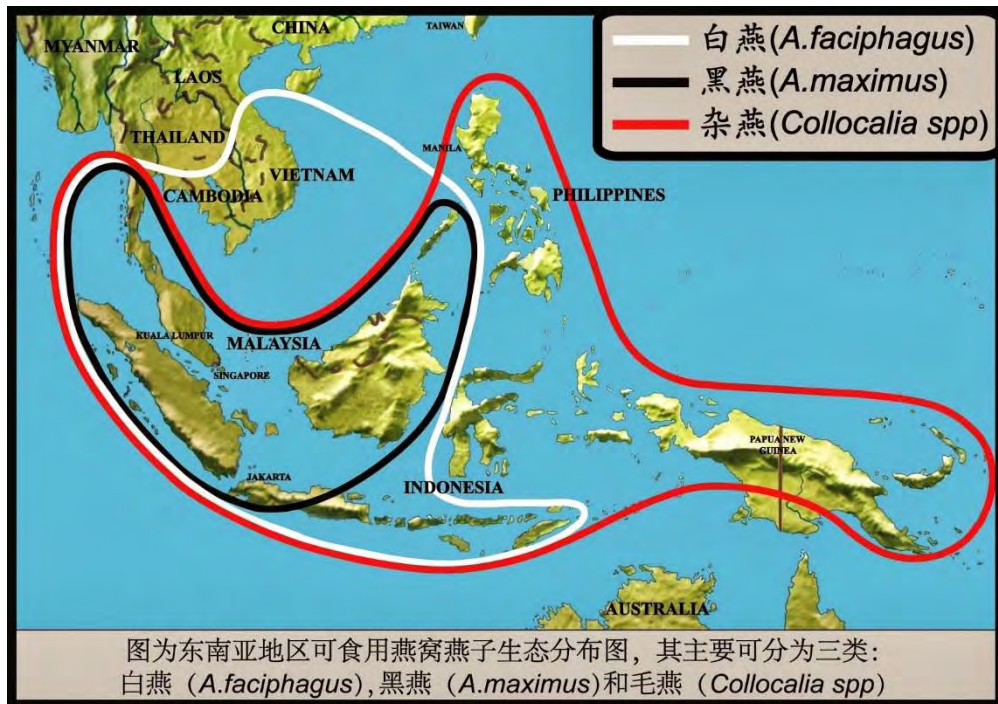 CHINA
TAIWAN
MYANMAR
LAOS
THAILAND
VIETNAM
CAMBODIA
MANILA
PHILIPPINES
KUALA LUMPUR
MALAYSIA
SINGAPORE
JAKARTA
INDONESIA
PAPUA NEW
GUINEA
AUSTRALIA
白燕(A.faciphagus)
黑燕(A.maximus)
杂燕(Collocalia spp)
图为东南亚地区可食用燕窝燕子生态分布图，其主要可分为三类：
白燕（A.faciphagus）,黑燕（A.maximus）和毛燕（Collocalia spp）